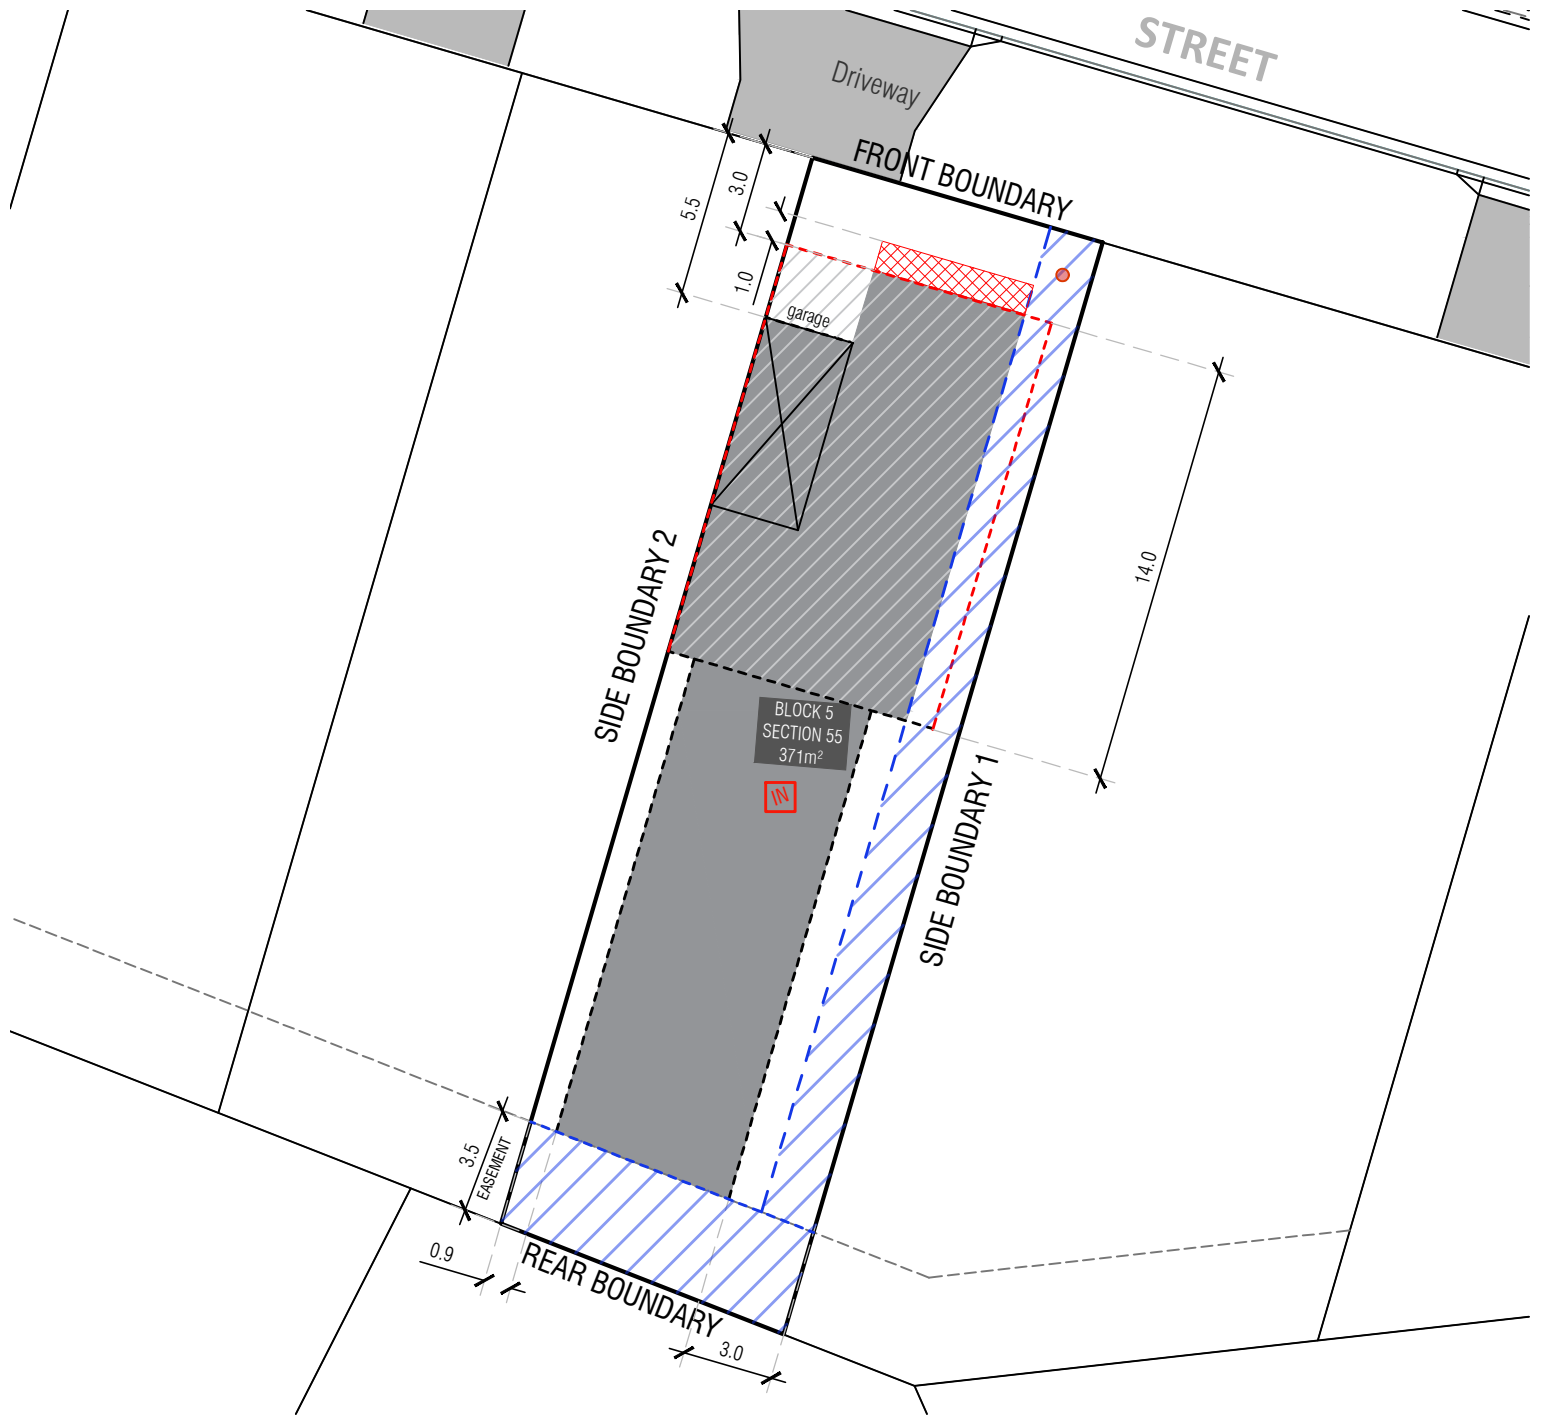 STREET
Driveway
FRONT BOUNDARY
3.0
5.5
1.0
garage
14.0
SIDE BOUNDARY 2
BLOCK 5
SECTION 55
371m²
IN
SIDE BOUNDARY 1
3.5
EASEMENT
0.9
REAR BOUNDARY
3.0